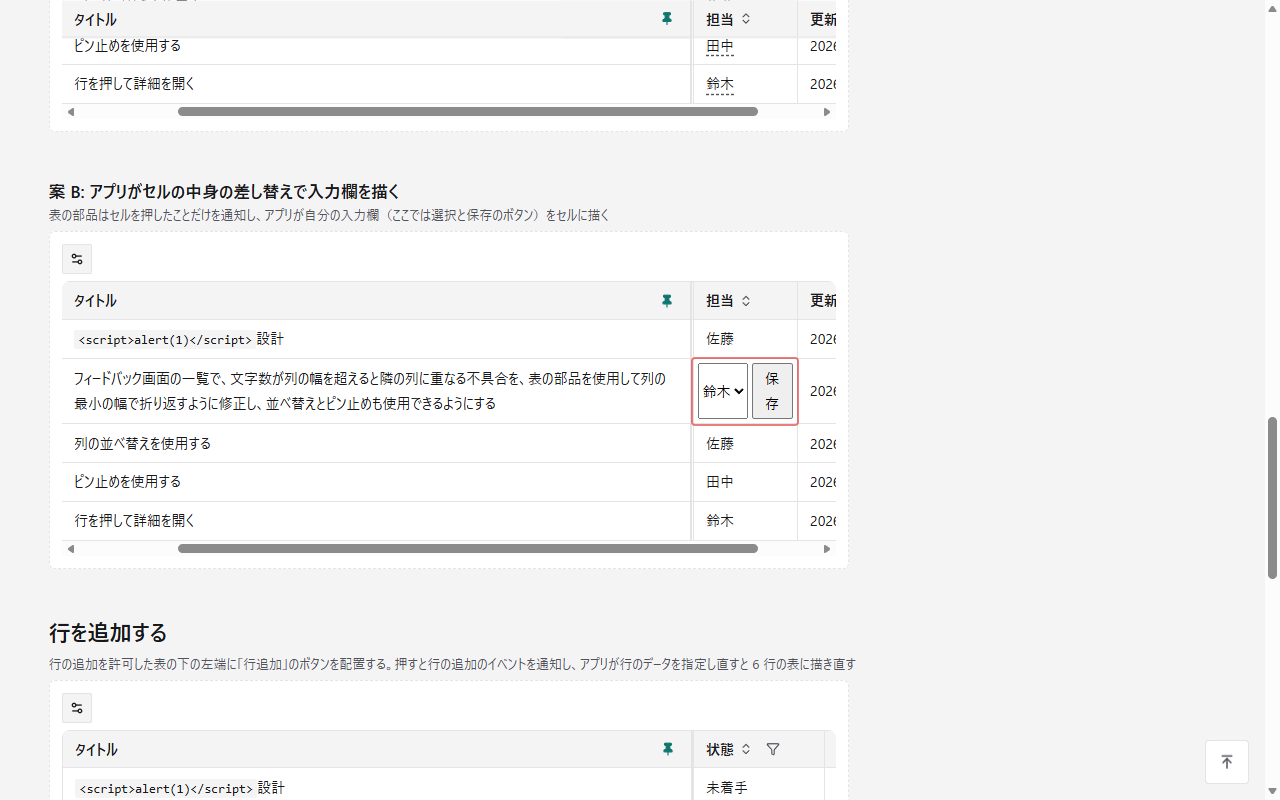 タイトル 担当 更新
ピン止めを使用する 田中 2026
行を押して詳細を開く 鈴木 2026
案 B: アプリがセルの中身の差し替えで入力欄を描く
表の部品はセルを押したことだけを通知し、アプリが自分の入力欄（ここでは選択と保存のボタン）をセルに描く
タイトル 担当 更新
<script>alert(1)</script> 設計 佐藤 2026
フィードバック画面の一覧で、文字数が列の幅を超えると隣の列に重なる不具合を、表の部品を使用して列の
最小の幅で折り返すように修正し、並べ替えとピン止めも使用できるようにする
鈴木 保存 2026
列の並べ替えを使用する 佐藤 2026
ピン止めを使用する 田中 2026
行を押して詳細を開く 鈴木 2026
行を追加する
行の追加を許可した表の下の左端に「行追加」のボタンを配置する。押すと行の追加のイベントを通知し、アプリが行のデータを指定し直すと 6 行の表に描き直す
タイトル 状態
<script>alert(1)</script> 設計 未着手